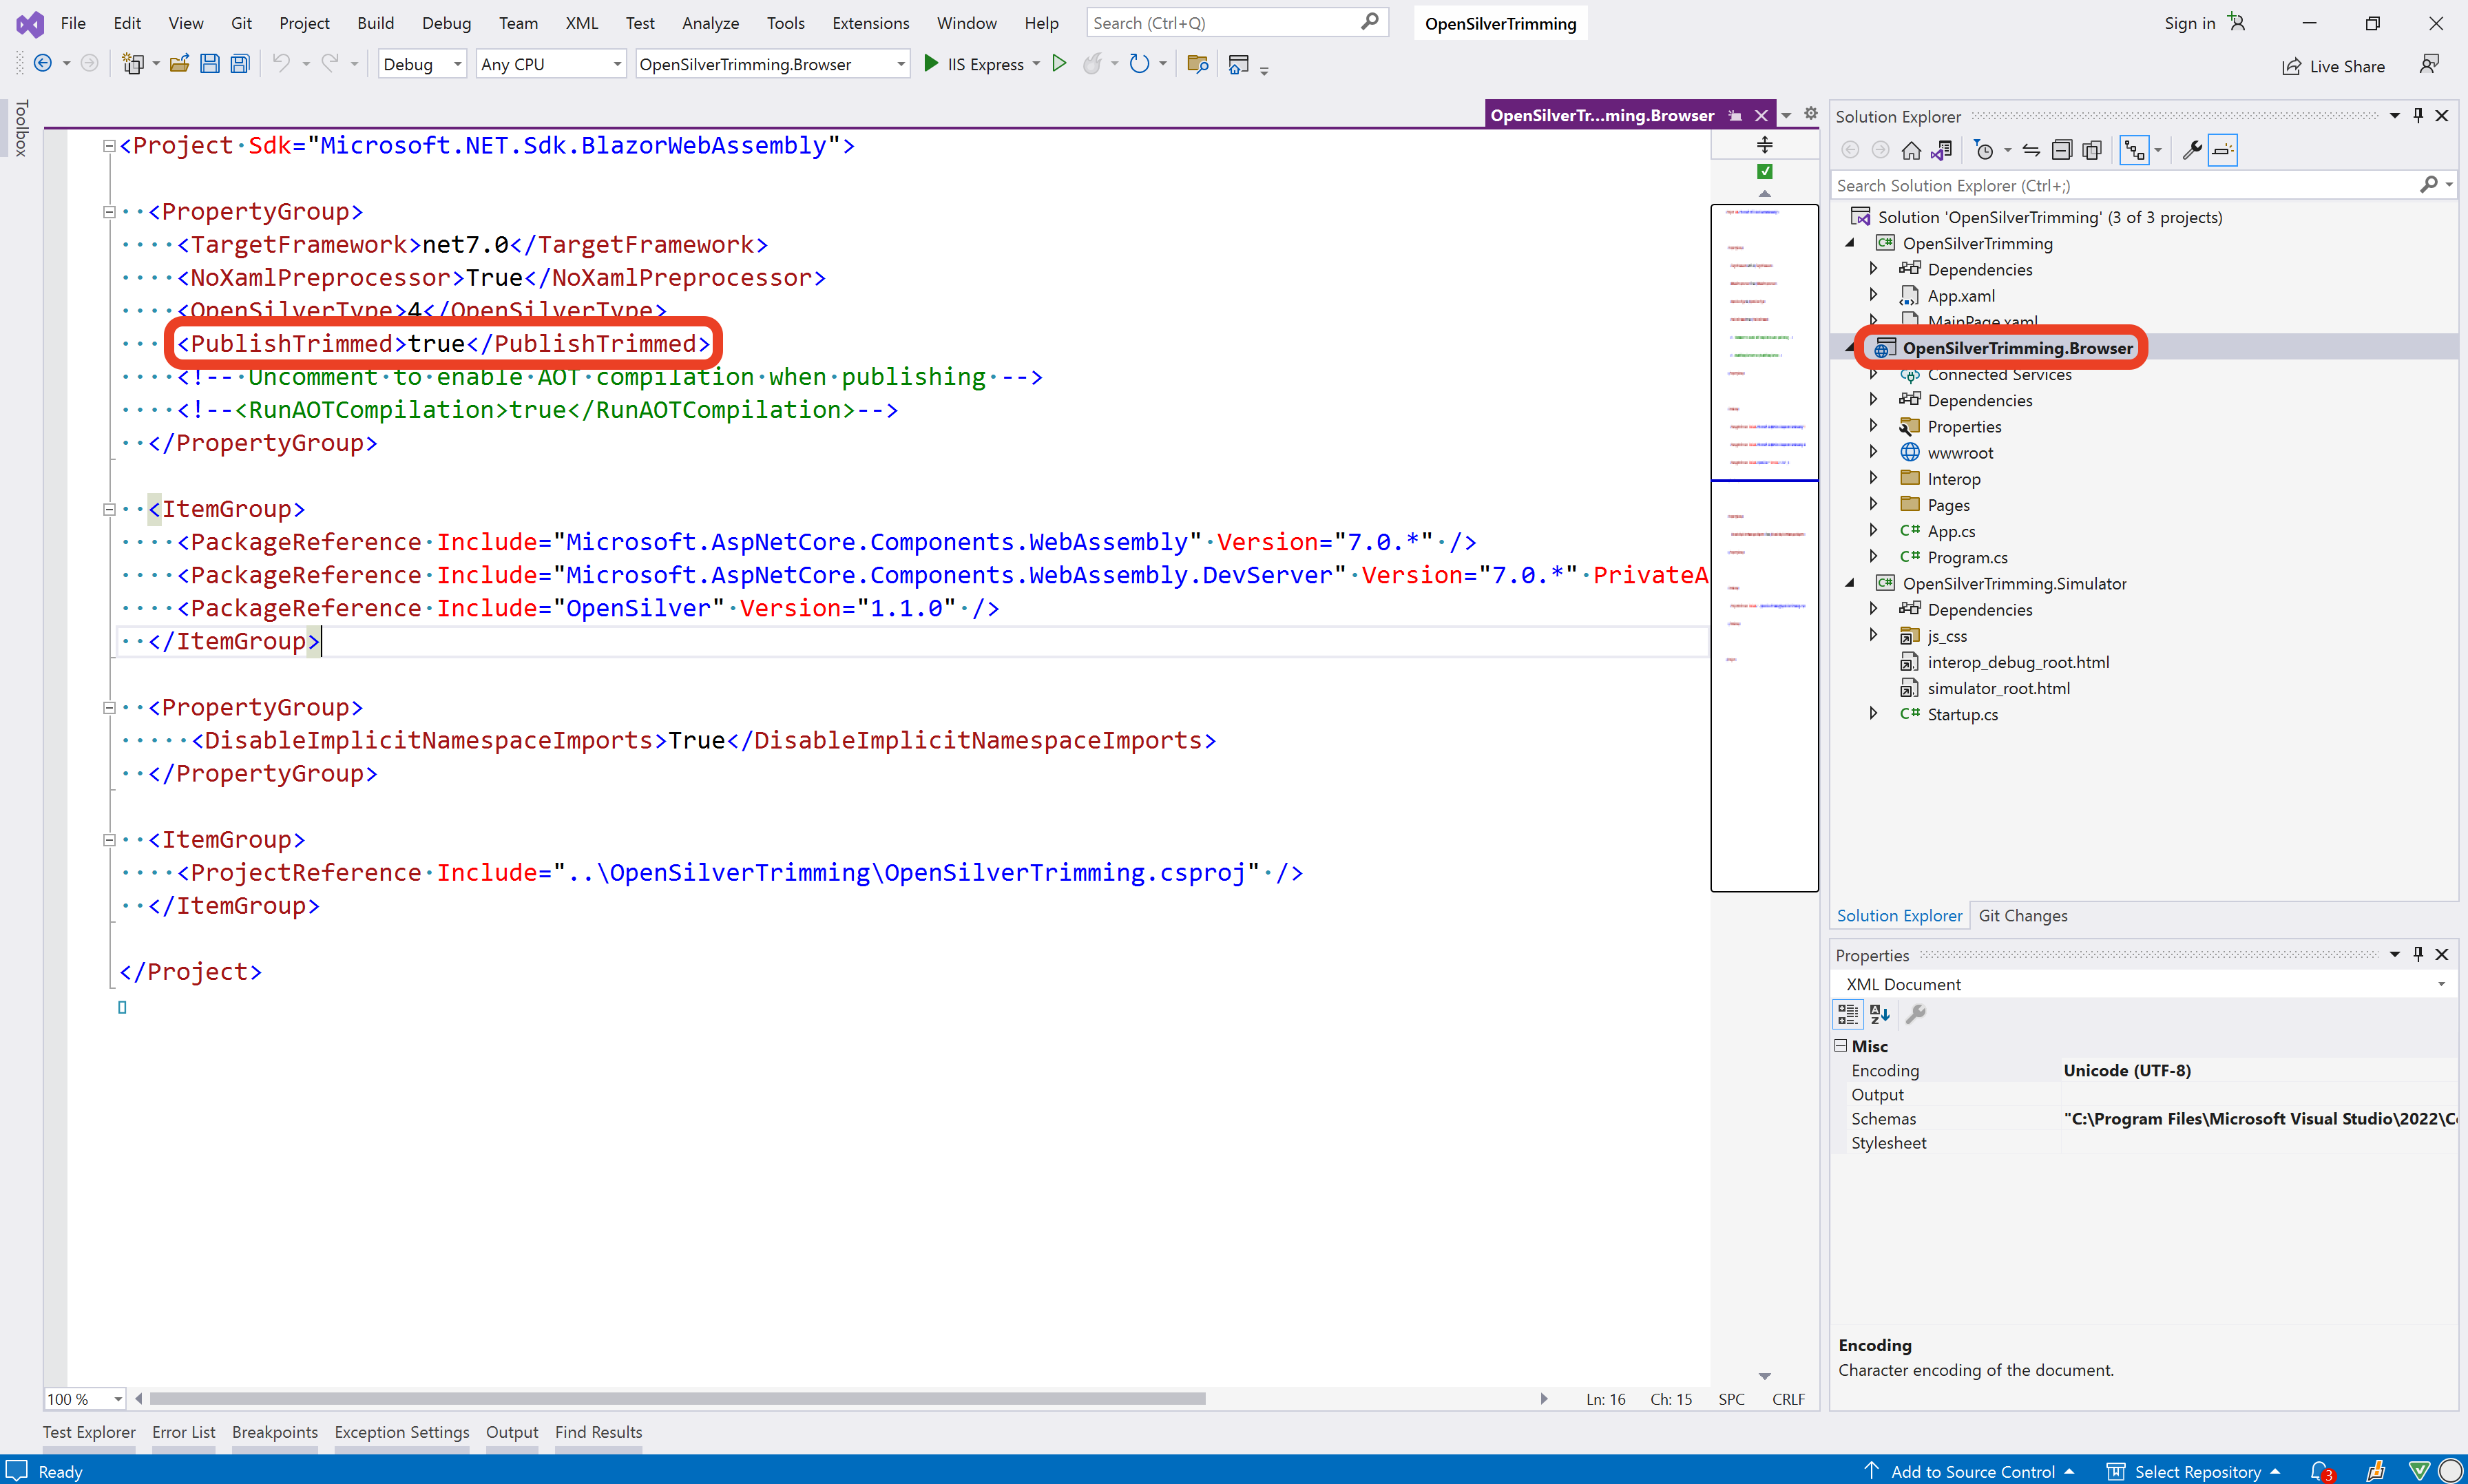 File Edit View Git Project Build Debug Team XML Test Analyze Tools Extensions Window Help Search (Ctrl+Q) OpenSilverTrimming Sign in
Debug Any CPU OpenSilverTrimming.Browser IIS Express Live Share
Toolbox
OpenSilverTr...ming.Browser
<Project Sdk="Microsoft.NET.Sdk.BlazorWebAssembly">
<PropertyGroup>
<TargetFramework>net7.0</TargetFramework>
<NoXamlPreprocessor>True</NoXamlPreprocessor>
<OpenSilverType>4</OpenSilverType>
<PublishTrimmed>true</PublishTrimmed>
<!-- Uncomment to enable AOT compilation when publishing -->
<!--<RunAOTCompilation>true</RunAOTCompilation>-->
</PropertyGroup>
<ItemGroup>
<PackageReference Include="Microsoft.AspNetCore.Components.WebAssembly" Version="7.0.*" />
<PackageReference Include="Microsoft.AspNetCore.Components.WebAssembly.DevServer" Version="7.0.*" PrivateA
<PackageReference Include="OpenSilver" Version="1.1.0" />
</ItemGroup>
<PropertyGroup>
<DisableImplicitNamespaceImports>True</DisableImplicitNamespaceImports>
</PropertyGroup>
<ItemGroup>
<ProjectReference Include="..\OpenSilverTrimming\OpenSilverTrimming.csproj" />
</ItemGroup>
</Project>
100 % Ln: 16 Ch: 15 SPC CRLF
Solution Explorer
Search Solution Explorer (Ctrl+;)
Solution 'OpenSilverTrimming' (3 of 3 projects)
C# OpenSilverTrimming
Dependencies
App.xaml
MainPage.xaml
OpenSilverTrimming.Browser
Connected Services
Dependencies
Properties
wwwroot
Interop
Pages
C# App.cs
C# Program.cs
C# OpenSilverTrimming.Simulator
Dependencies
js_css
interop_debug_root.html
simulator_root.html
C# Startup.cs
Solution Explorer Git Changes
Properties
XML Document
Misc
Encoding Unicode (UTF-8)
Output
Schemas "C:\Program Files\Microsoft Visual Studio\2022\C
Stylesheet
Encoding
Character encoding of the document.
Test Explorer Error List Breakpoints Exception Settings Output Find Results
Ready Add to Source Control Select Repository 3